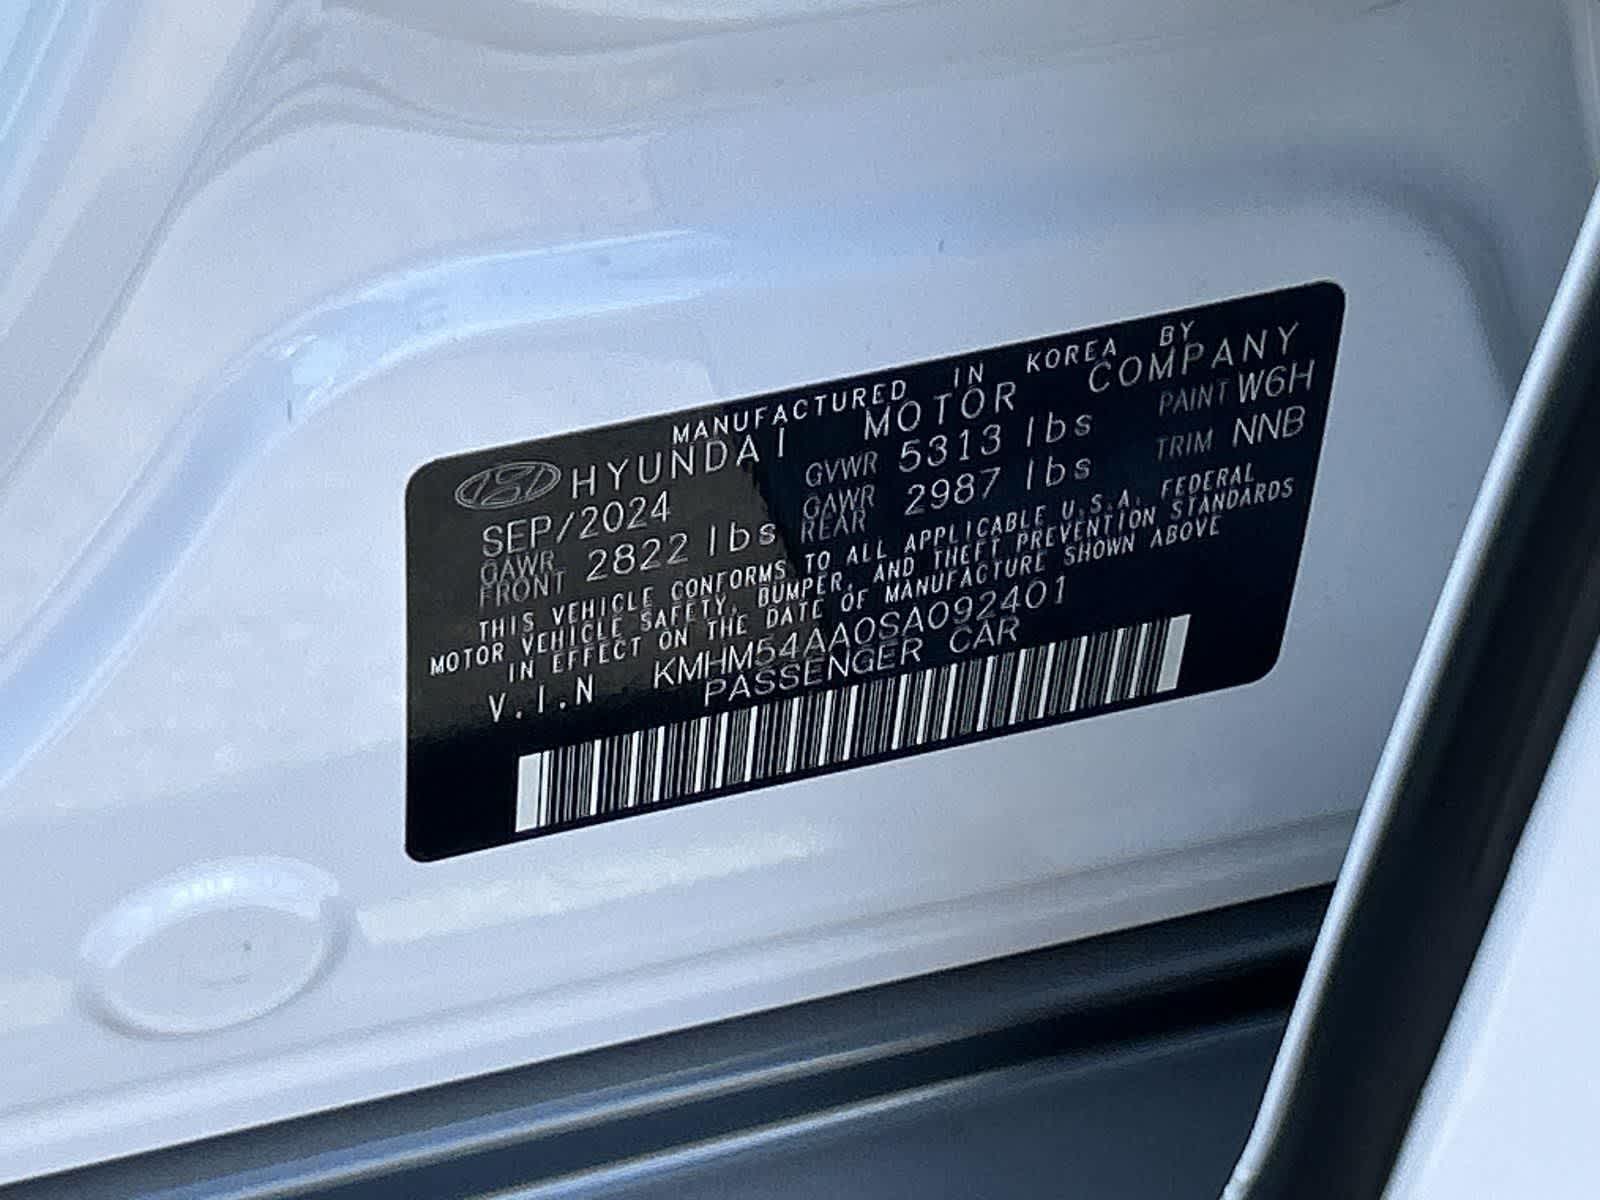 MANUFACTURED IN KOREA BY
HYUNDAI MOTOR COMPANY
SEP/2024 GVWR 5313 lbs PAINT W6H
GAWR FRONT 2822 lbs GAWR REAR 2987 lbs TRIM NNB
THIS VEHICLE CONFORMS TO ALL APPLICABLE U.S.A. FEDERAL
MOTOR VEHICLE SAFETY, BUMPER, AND THEFT PREVENTION STANDARDS
IN EFFECT ON THE DATE OF MANUFACTURE SHOWN ABOVE
V.I.N KMHM54AA0SA092401
PASSENGER CAR